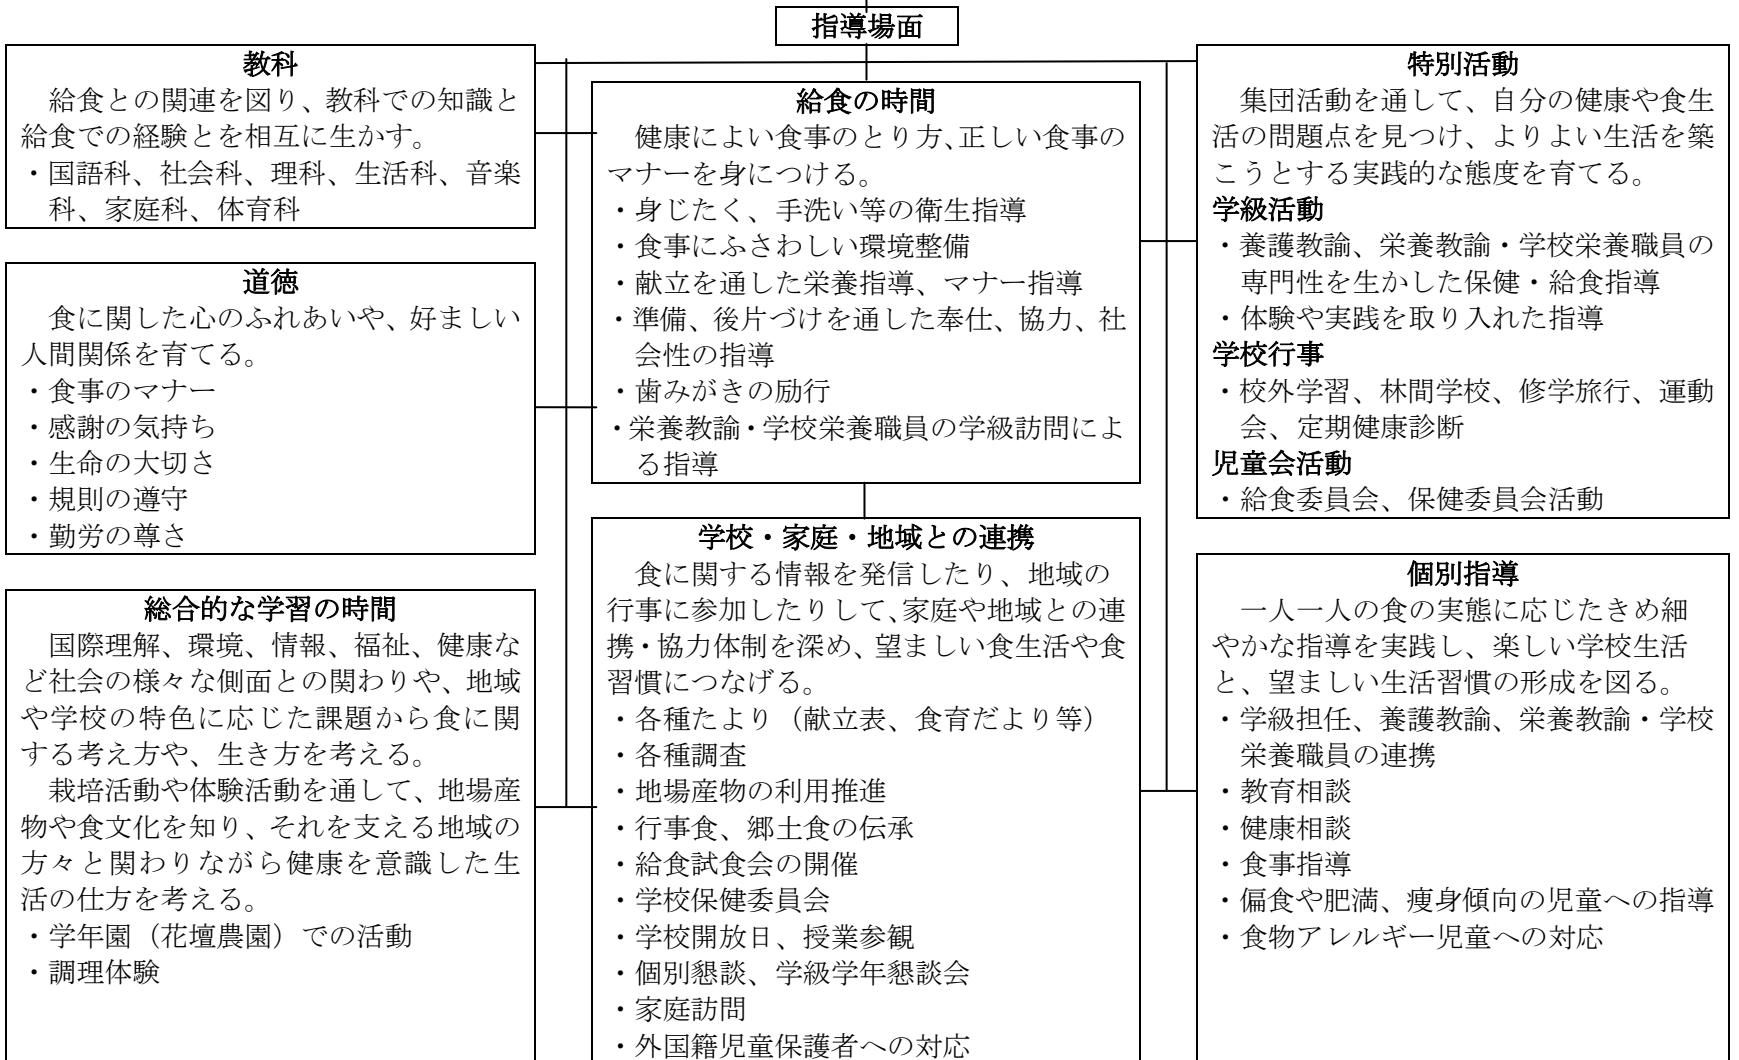 指導場面
教科
給食との関連を図り、教科での知識と
給食での経験とを相互に生かす。
・国語科、社会科、理科、生活科、音楽
科、家庭科、体育科
道徳
食に関した心のふれあいや、好ましい
人間関係を育てる。
・食事のマナー
・感謝の気持ち
・生命の大切さ
・規則の遵守
・勤労の尊さ
総合的な学習の時間
国際理解、環境、情報、福祉、健康な
ど社会の様々な側面との関わりや、地域
や学校の特色に応じた課題から食に関
する考え方や、生き方を考える。
栽培活動や体験活動を通して、地場産
物や食文化を知り、それを支える地域の
方々と関わりながら健康を意識した生
活の仕方を考える。
・学年園（花壇農園）での活動
・調理体験
給食の時間
健康によい食事のとり方、正しい食事の
マナーを身につける。
・身じたく、手洗い等の衛生指導
・食事にふさわしい環境整備
・献立を通した栄養指導、マナー指導
・準備、後片づけを通した奉仕、協力、社
会性の指導
・歯みがきの励行
・栄養教諭・学校栄養職員の学級訪問によ
る指導
学校・家庭・地域との連携
食に関する情報を発信したり、地域の
行事に参加したりして、家庭や地域との連
携・協力体制を深め、望ましい食生活や食
習慣につなげる。
・各種たより（献立表、食育だより等）
・各種調査
・地場産物の利用推進
・行事食、郷土食の伝承
・給食試食会の開催
・学校保健委員会
・学校開放日、授業参観
・個別懇談、学級学年懇談会
・家庭訪問
・外国籍児童保護者への対応
特別活動
集団活動を通して、自分の健康や食生
活の問題点を見つけ、よりよい生活を築
こうとする実践的な態度を育てる。
学級活動
・養護教諭、栄養教諭・学校栄養職員の
専門性を生かした保健・給食指導
・体験や実践を取り入れた指導
学校行事
・校外学習、林間学校、修学旅行、運動
会、定期健康診断
児童会活動
・給食委員会、保健委員会活動
個別指導
一人一人の食の実態に応じたきめ細
やかな指導を実践し、楽しい学校生活
と、望ましい生活習慣の形成を図る。
・学級担任、養護教諭、栄養教諭・学校
栄養職員の連携
・教育相談
・健康相談
・食事指導
・偏食や肥満、痩身傾向の児童への指導
・食物アレルギー児童への対応